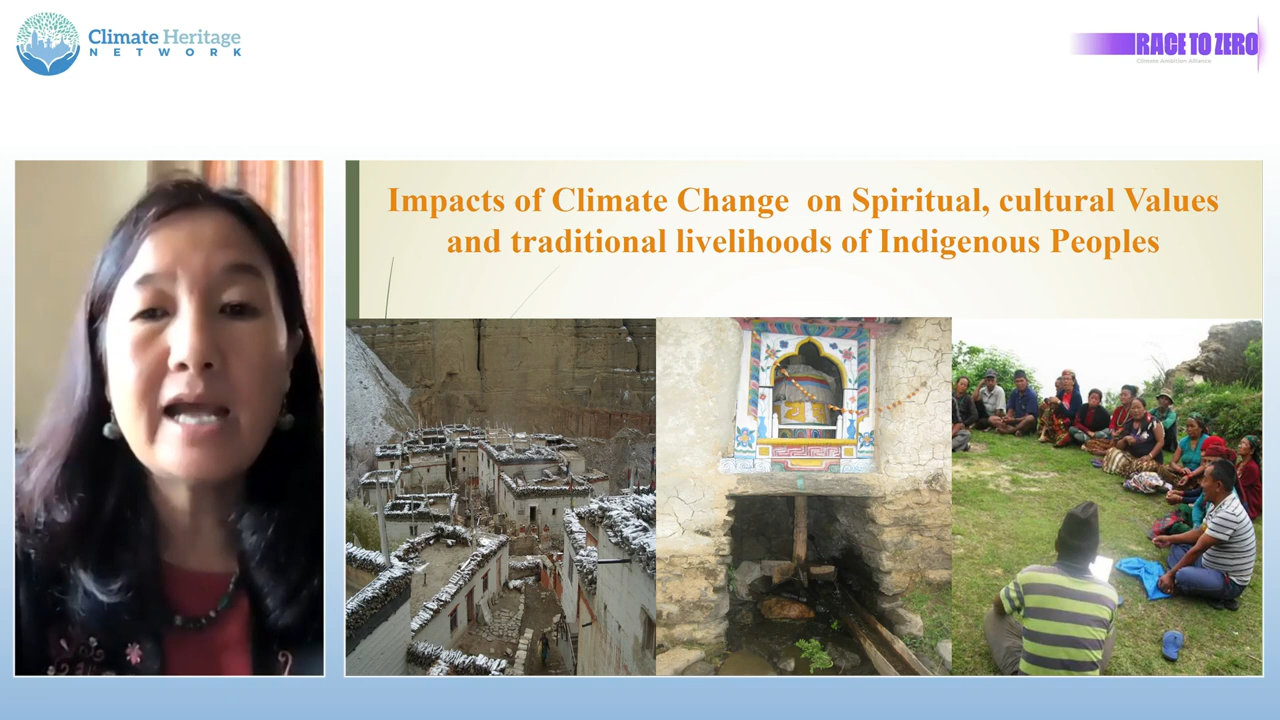 Climate Heritage
NETWORK
RACE TO ZERO
Climate Ambition Alliance
Impacts of Climate Change on Spiritual, cultural Values
and traditional livelihoods of Indigenous Peoples